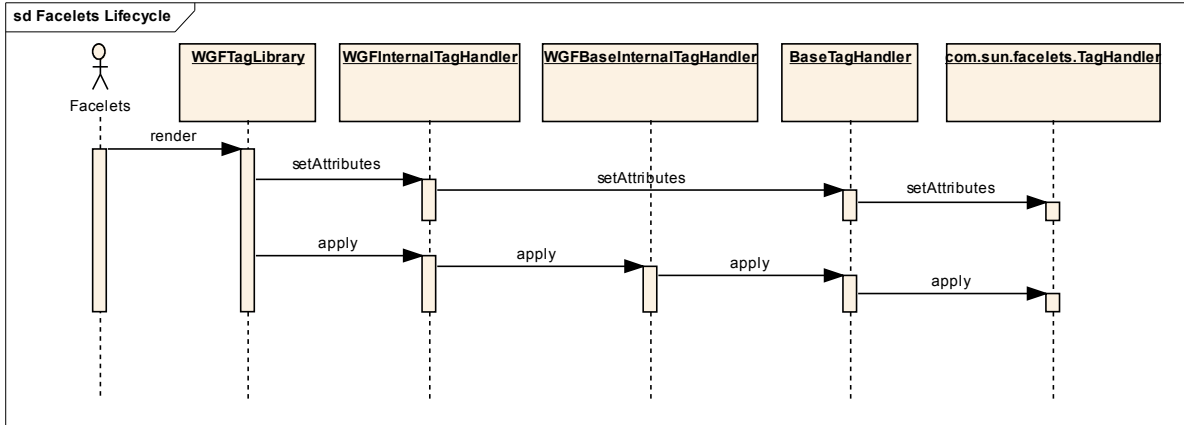 sd Facelets Lifecycle
Facelets
WGFTagLibrary
WGFInternalTagHandler
WGFBaseInternalTagHandler
BaseTagHandler
com.sun.facelets.TagHandler
render
setAttributes
setAttributes
setAttributes
apply
apply
apply
apply